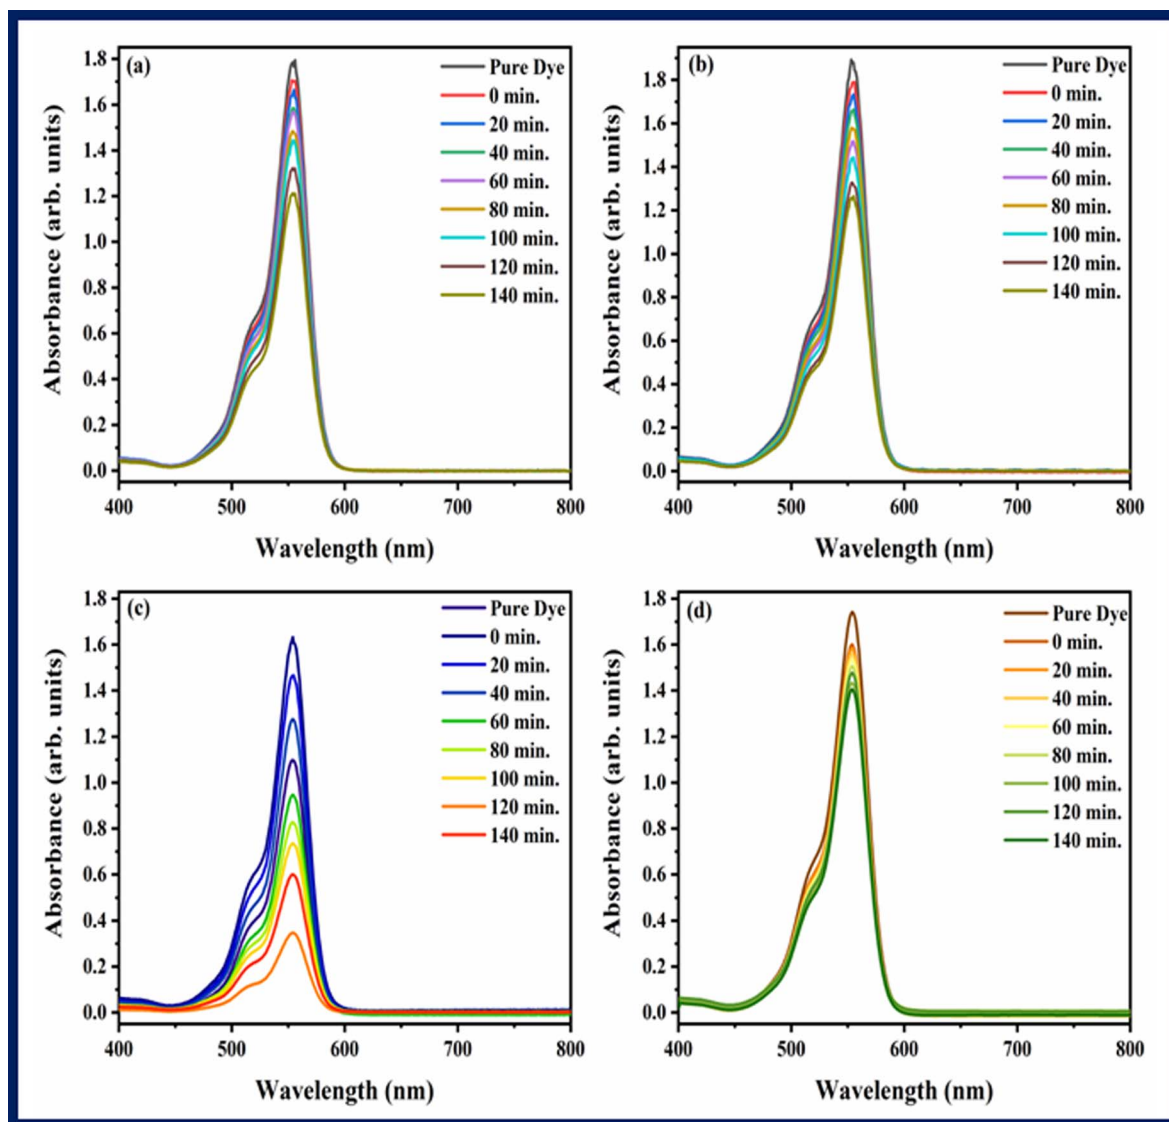 (a)
Pure Dye
0 min.
20 min.
40 min.
60 min.
80 min.
100 min.
120 min.
140 min.
Absorbance (arb. units)
1.8
1.6
1.4
1.2
1.0
0.8
0.6
0.4
0.2
0.0
400 500 600 700 800
Wavelength (nm)
(b)
Pure Dye
0 min.
20 min.
40 min.
60 min.
80 min.
100 min.
120 min.
140 min.
Absorbance (arb. units)
1.8
1.6
1.4
1.2
1.0
0.8
0.6
0.4
0.2
0.0
400 500 600 700 800
Wavelength (nm)
(c)
Pure Dye
0 min.
20 min.
40 min.
60 min.
80 min.
100 min.
120 min.
140 min.
Absorbance (arb. units)
1.8
1.6
1.4
1.2
1.0
0.8
0.6
0.4
0.2
0.0
400 500 600 700 800
Wavelength (nm)
(d)
Pure Dye
0 min.
20 min.
40 min.
60 min.
80 min.
100 min.
120 min.
140 min.
Absorbance (arb. units)
1.8
1.6
1.4
1.2
1.0
0.8
0.6
0.4
0.2
0.0
400 500 600 700 800
Wavelength (nm)